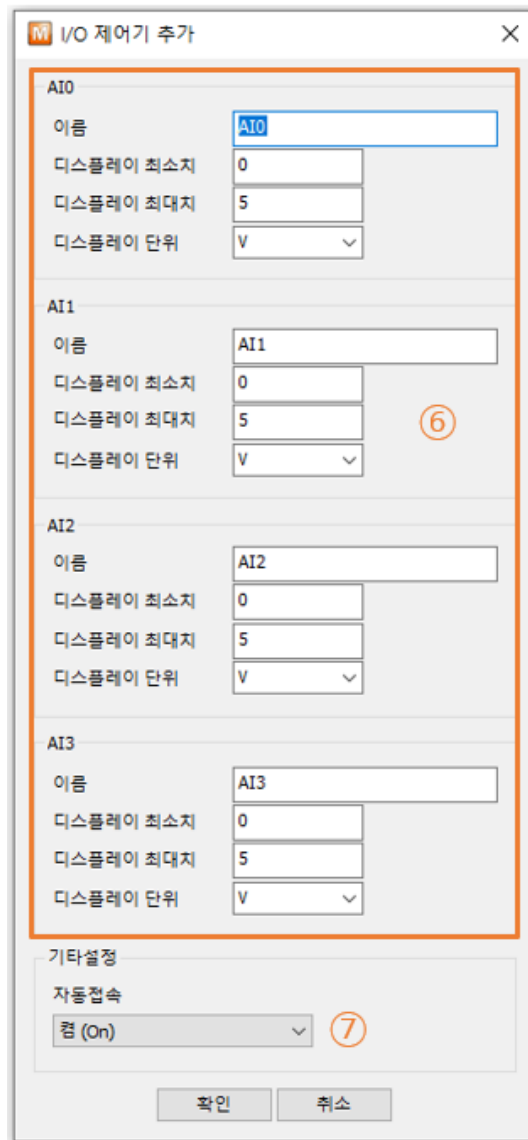 M I/O 제어기 추가
AI0
이름 AI0
디스플레이 최소치 0
디스플레이 최대치 5
디스플레이 단위 V
AI1
이름 AI1
디스플레이 최소치 0
디스플레이 최대치 5
⑥
디스플레이 단위 V
AI2
이름 AI2
디스플레이 최소치 0
디스플레이 최대치 5
디스플레이 단위 V
AI3
이름 AI3
디스플레이 최소치 0
디스플레이 최대치 5
디스플레이 단위 V
기타설정
자동접속
켬 (On) ⑦
확인 취소